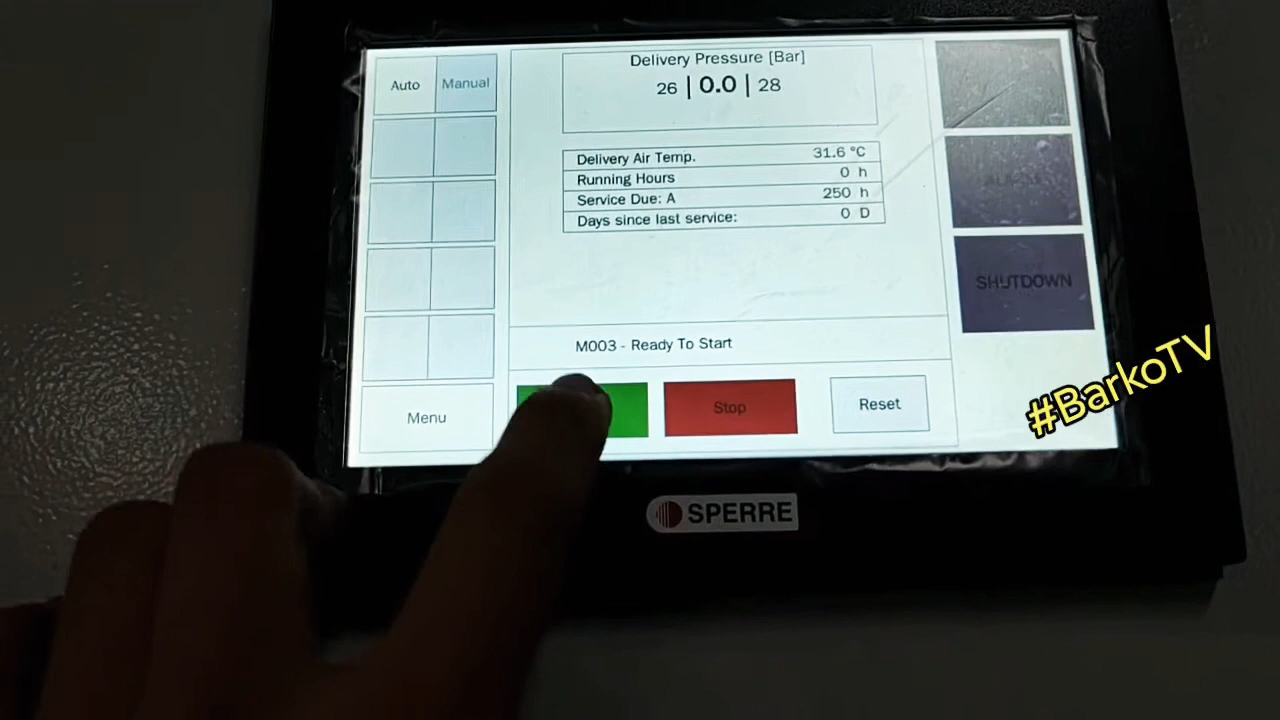 Auto Manual
Delivery Pressure [Bar]
26 | 0.0 | 28
Delivery Air Temp. 31.6 °C
Running Hours 0 h
Service Due: A 250 h
Days since last service: 0 D
SHUTDOWN
M003 - Ready To Start
Menu
Stop
Reset
#BarkoTV
SPERRE